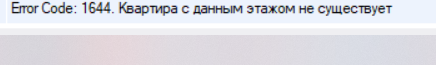 Error Code: 1644. Квартира с данным этажом не существует